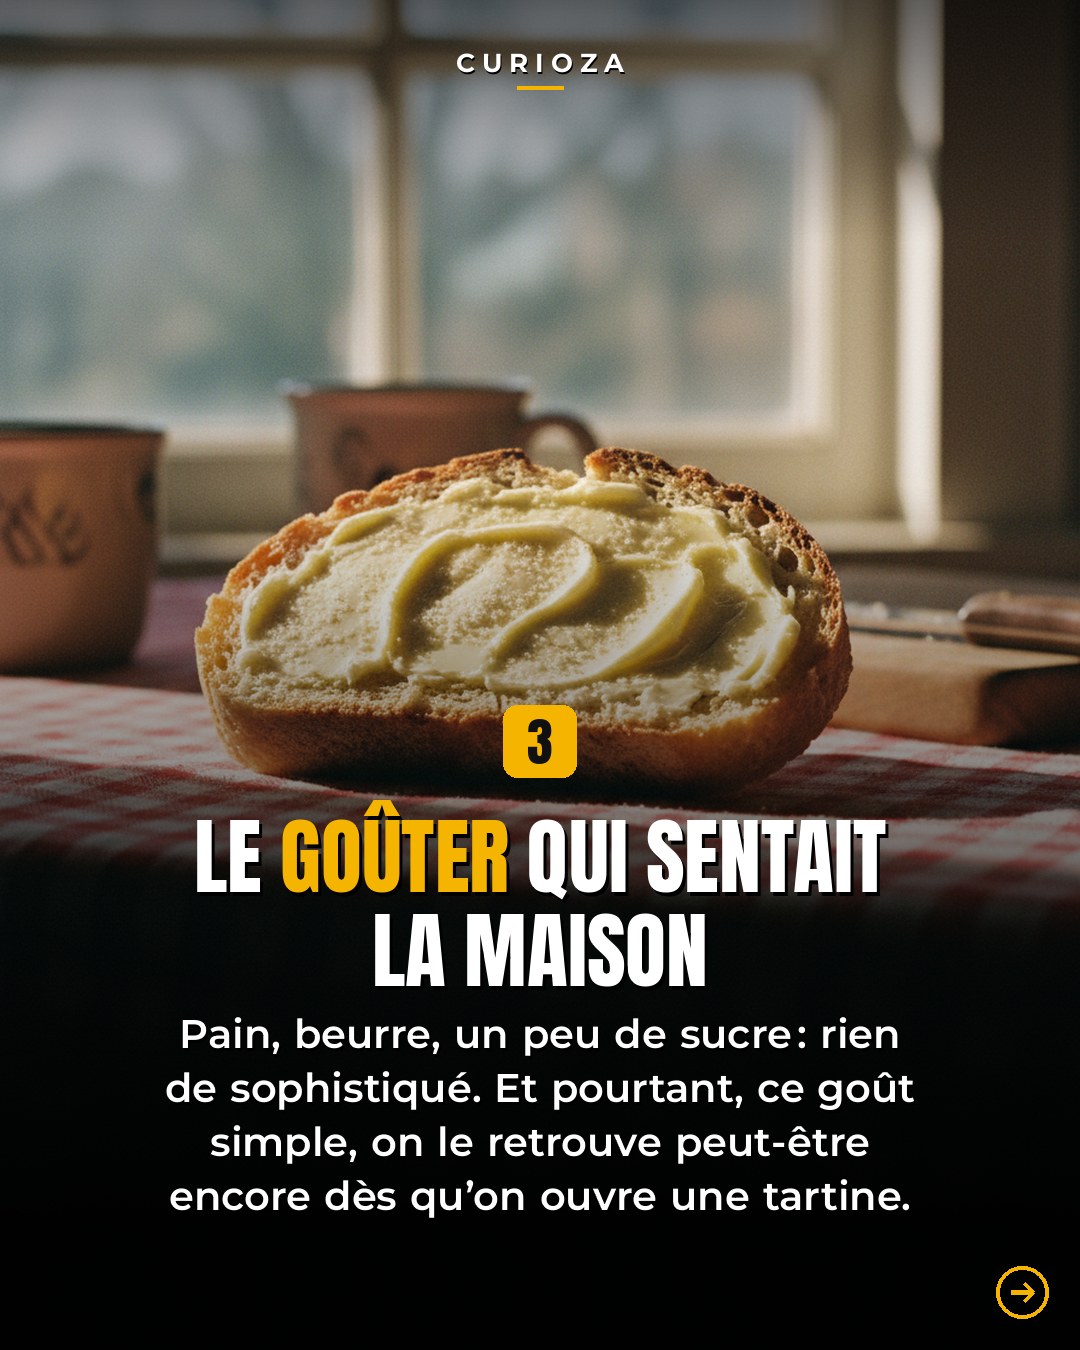 CURIOZA
3
LE GOÛTER QUI SENTAIT
LA MAISON
Pain, beurre, un peu de sucre : rien
de sophistiqué. Et pourtant, ce goût
simple, on le retrouve peut-être
encore dès qu’on ouvre une tartine.